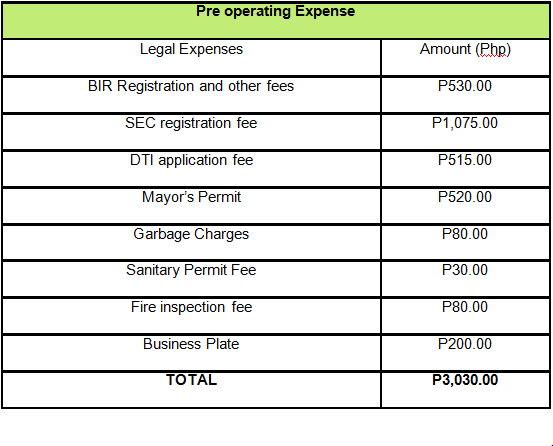 Pre operating Expense
Legal Expenses Amount (Php)
BIR Registration and other fees P530.00
SEC registration fee P1,075.00
DTI application fee P515.00
Mayor’s Permit P520.00
Garbage Charges P80.00
Sanitary Permit Fee P30.00
Fire inspection fee P80.00
Business Plate P200.00
TOTAL P3,030.00